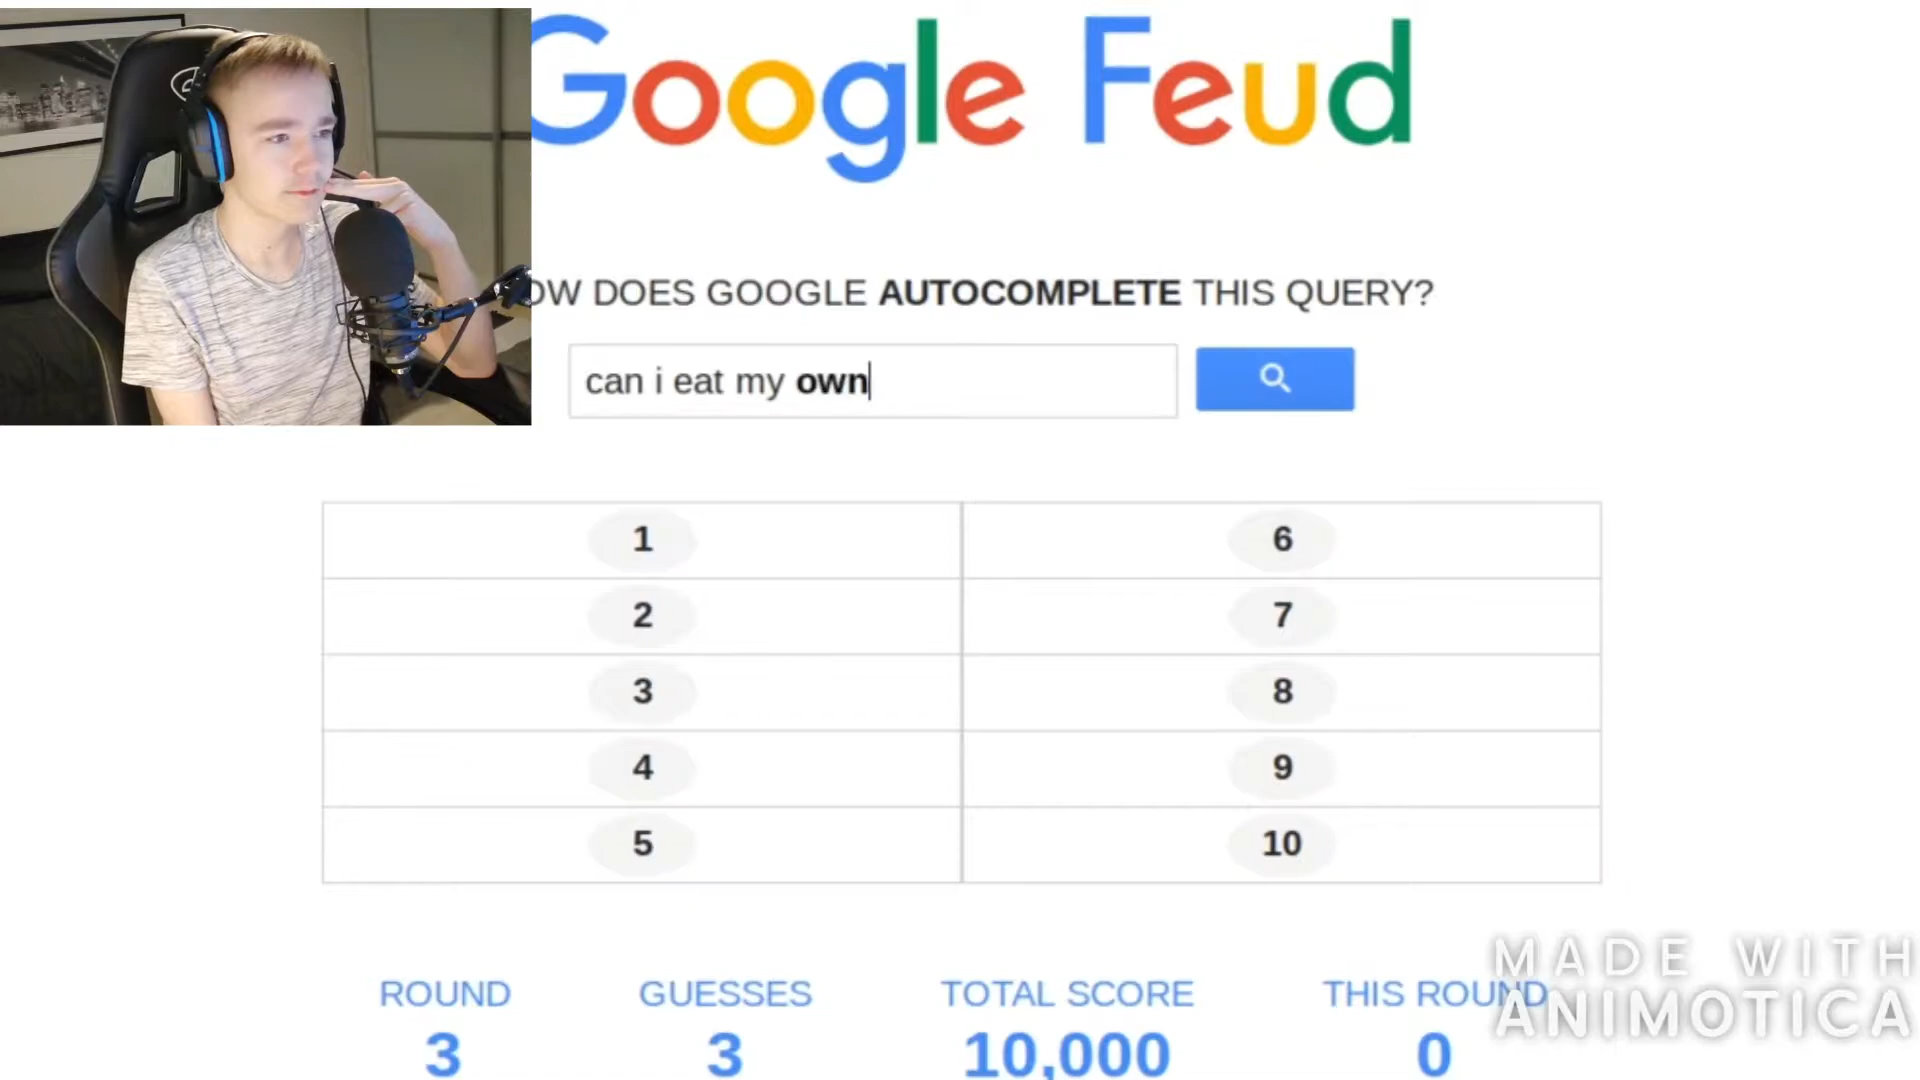 Google Feud
OW DOES GOOGLE AUTOCOMPLETE THIS QUERY?
can i eat my own
1 6
2 7
3 8
4 9
5 10
ROUND GUESSES TOTAL SCORE THIS ROUND
3 3 10,000 0
MADE WITH
ANIMOTICA